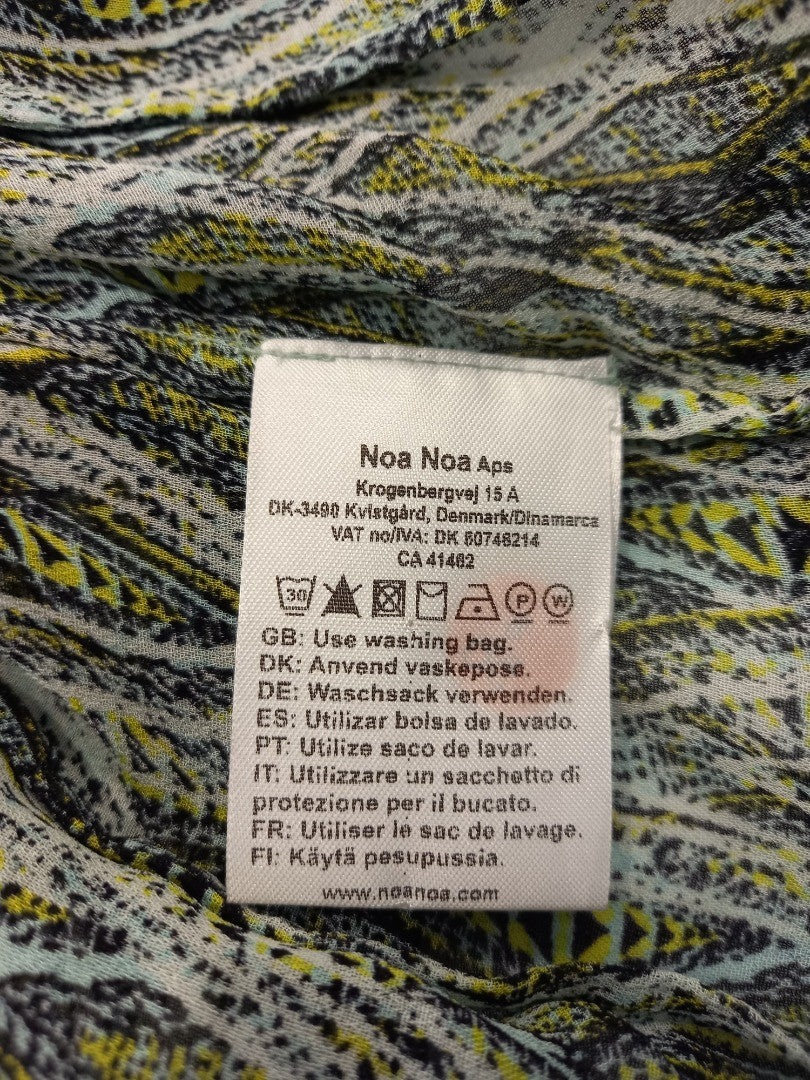 Noa Noa Aps
Krogenbergvej 15 A
DK-3490 Kvistgård, Denmark/Dinamarca
VAT no/IVA: DK 60746214
CA 41462
30 P W
GB: Use washing bag.
DK: Anvend vaskepose.
DE: Waschsack verwenden.
ES: Utilizar bolsa de lavado.
PT: Utilize saco de lavar.
IT: Utilizzare un sacchetto di
protezione per il bucato.
FR: Utiliser le sac de lavage.
FI: Käytä pesupussia.
www.noanoa.com